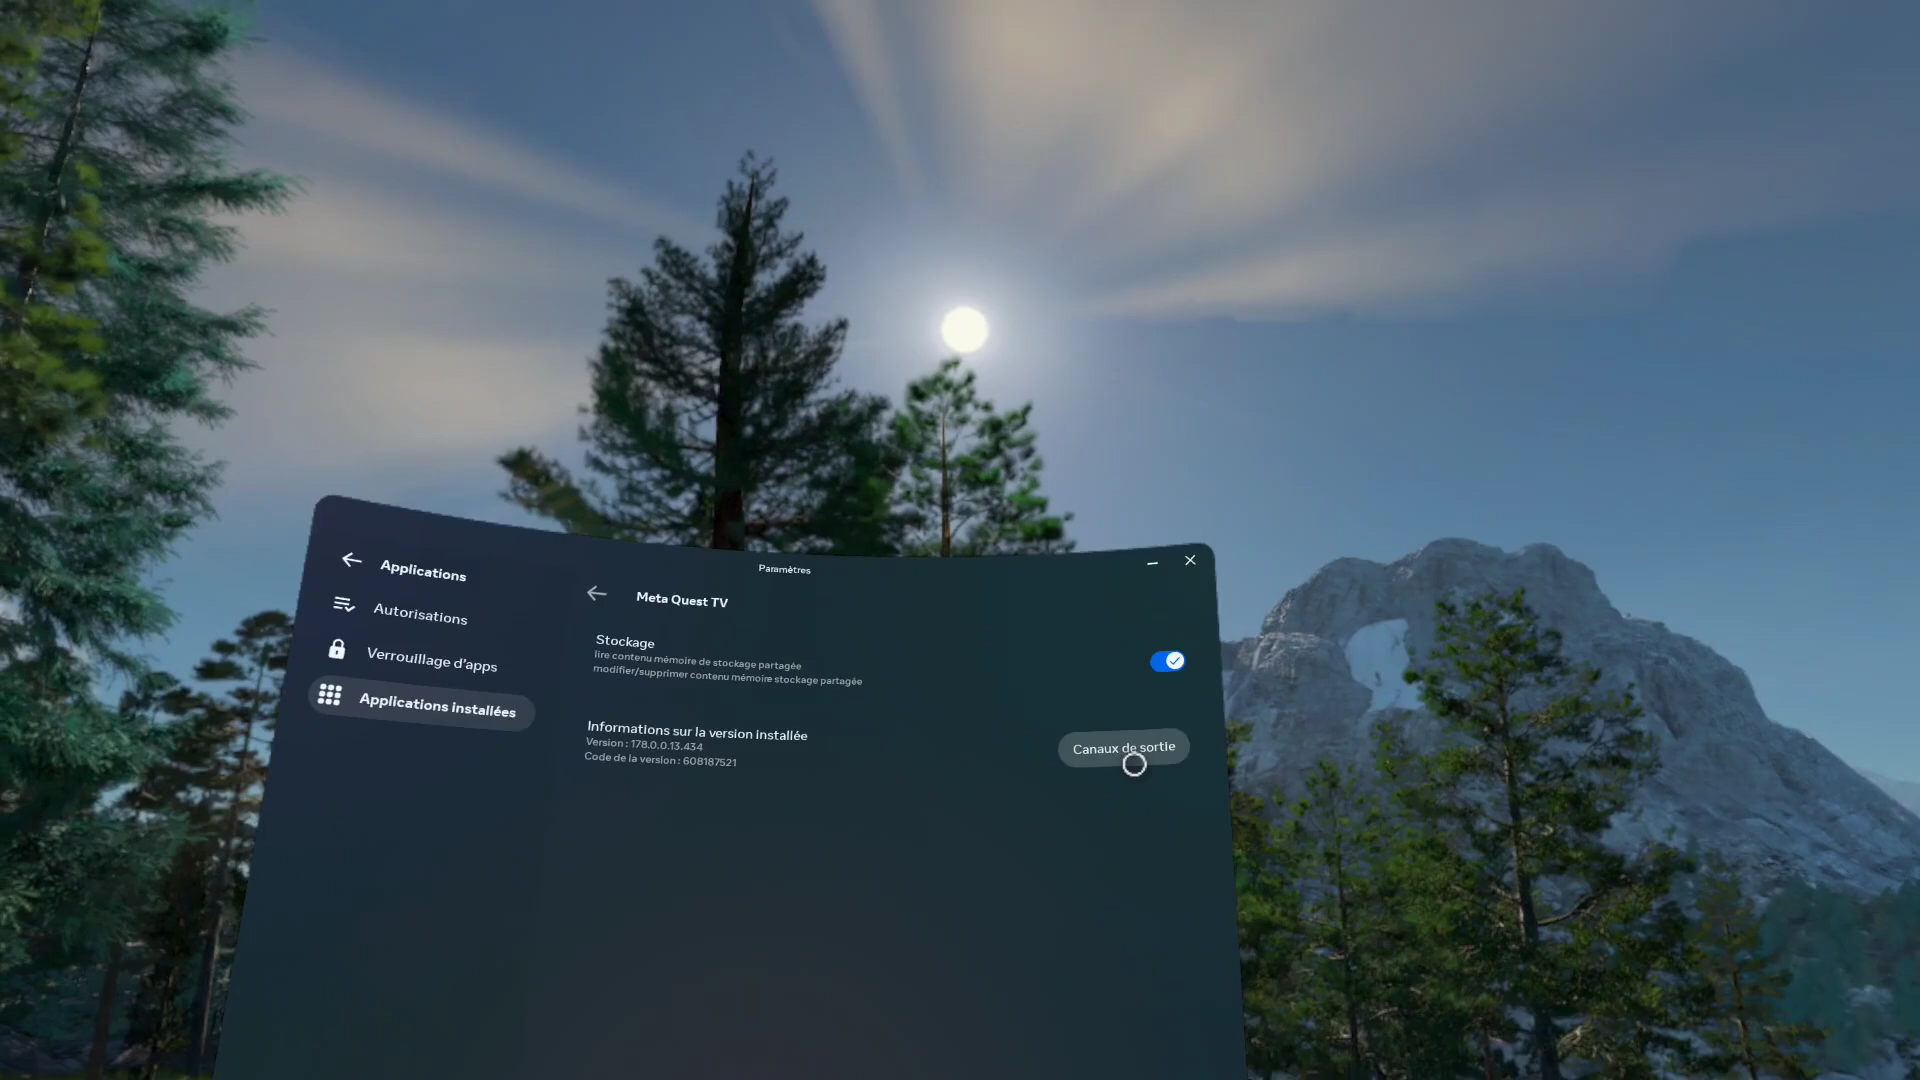 Paramètres
Applications
Autorisations
Verrouillage d'apps
Applications installées
Meta Quest TV
Stockage
lire contenu mémoire de stockage partagée
modifier/supprimer contenu mémoire stockage partagée
Informations sur la version installée
Version : 178.0.0.13.434
Code de la version : 608187521
Canaux de sortie